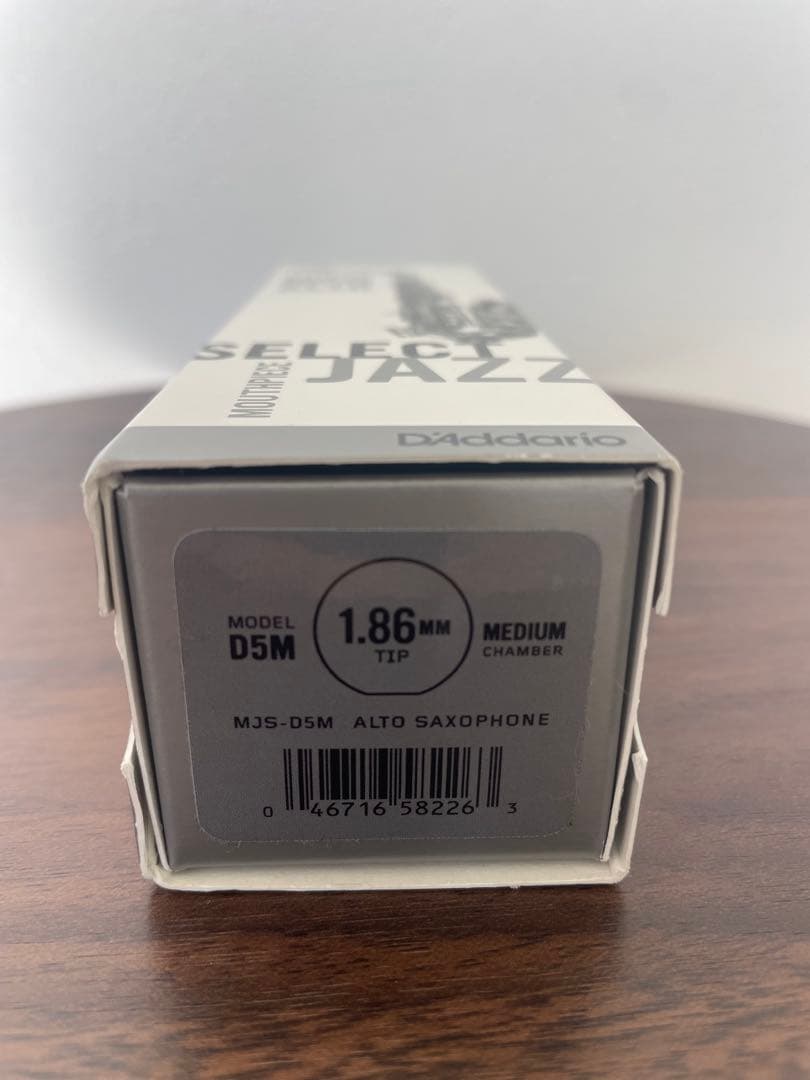 SELECT
JAZZ
MOUTHPIECE
D'Addario
MODEL
D5M
1.86MM
TIP
MEDIUM
CHAMBER
MJS-D5M ALTO SAXOPHONE
0 46716 58226 3